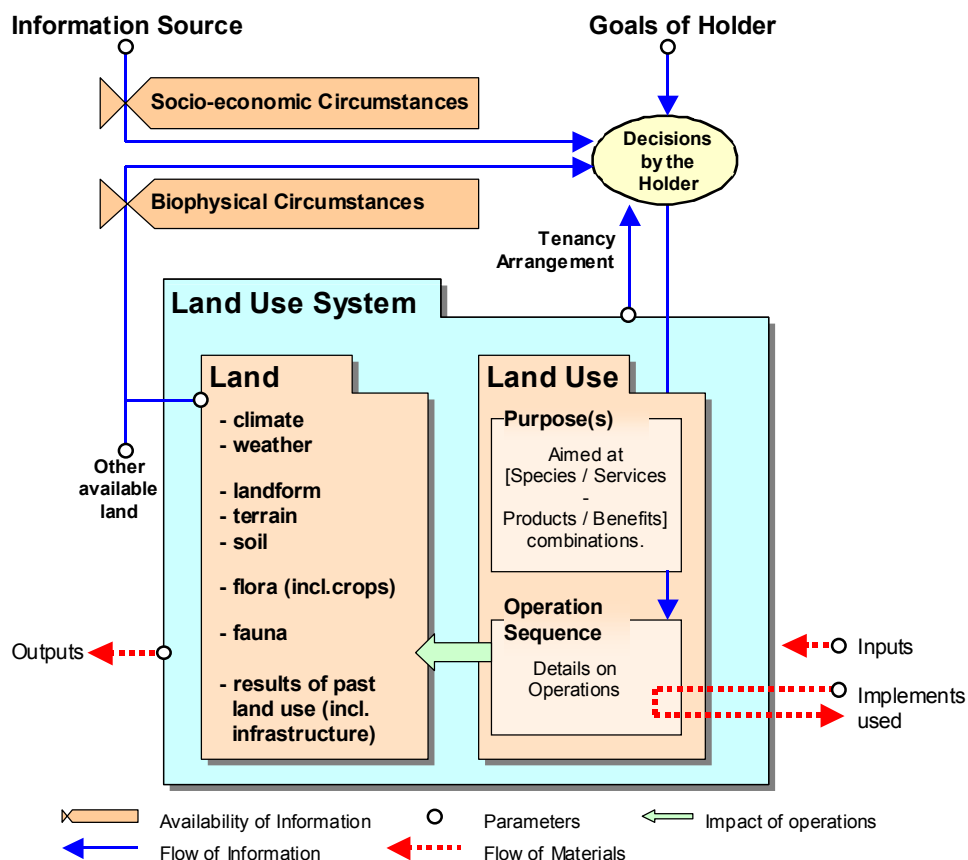 Information Source
Goals of Holder
Socio-economic Circumstances
Decisions
by the
Holder
Biophysical Circumstances
Tenancy
Arrangement
Land Use System
Land
- climate
- weather
- landform
- terrain
- soil
- flora (incl.crops)
- fauna
- results of past
land use (incl.
infrastructure)
Land Use
Purpose(s)
Aimed at
[Species / Services
-
Products / Benefits]
combinations.
Operation
Sequence
Details on
Operations
Other
available
land
Outputs
Inputs
Implements
used
Availability of Information
Parameters
Impact of operations
Flow of Information
Flow of Materials